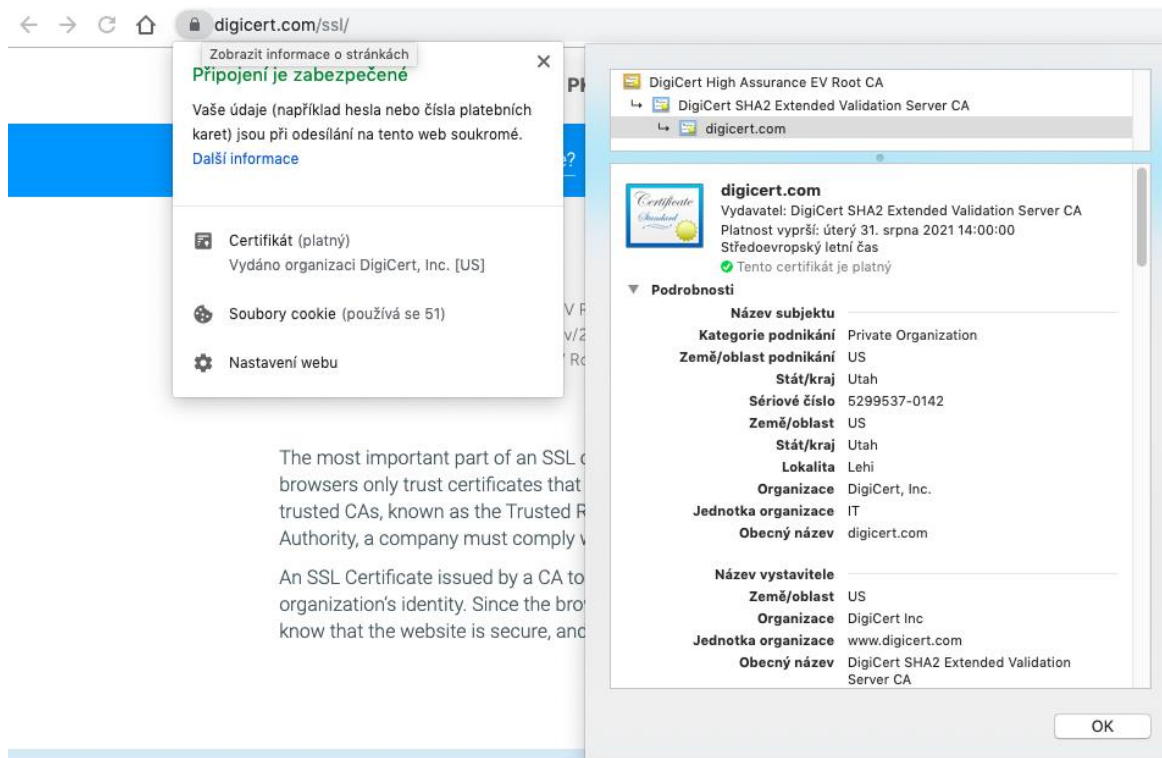 digicert.com/ssl/
Zobrazit informace o stránkách
Připojení je zabezpečené
Vaše údaje (například hesla nebo čísla platebních
karet) jsou při odesílání na tento web soukromé.
Další informace
Certifikát (platný)
Vydáno organizaci DigiCert, Inc. [US]
Soubory cookie (používá se 51)
Nastavení webu
The most important part of an SSL
browsers only trust certificates that
trusted CAs, known as the Trusted
Authority, a company must comply
An SSL Certificate issued by a CA to
organization's identity. Since the
know that the website is secure, and
DigiCert High Assurance EV Root CA
DigiCert SHA2 Extended Validation Server CA
digicert.com
Certificate
Standard
digicert.com
Vydavatel: DigiCert SHA2 Extended Validation Server CA
Platnost vyprší: úterý 31. srpna 2021 14:00:00
Středoevropský letní čas
Tento certifikát je platný
Podrobnosti
Název subjektu
Kategorie podnikání Private Organization
Země/oblast podnikání US
Stát/kraj Utah
Sériové číslo 5299537-0142
Země/oblast US
Stát/kraj Utah
Lokalita Lehi
Organizace DigiCert, Inc.
Jednotka organizace IT
Obecný název digicert.com
Název vystavitele
Země/oblast US
Organizace DigiCert Inc
Jednotka organizace www.digicert.com
Obecný název DigiCert SHA2 Extended Validation
Server CA
OK